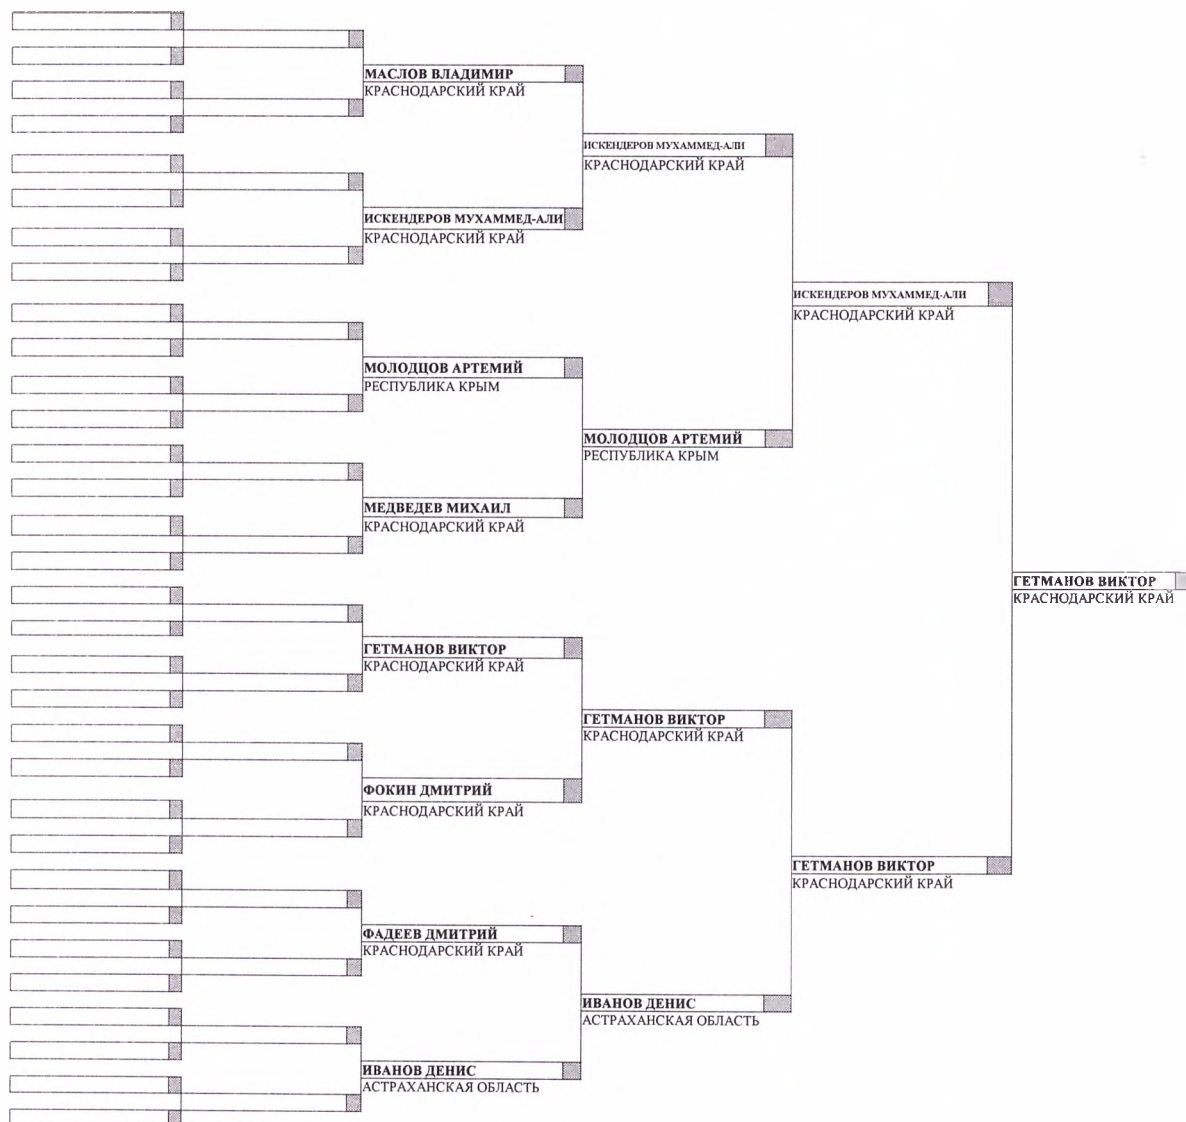 МАСЛОВ ВЛАДИМИР
КРАСНОДАРСКИЙ КРАЙ
ИСКЕНДЕРОВ МУХАММЕД-АЛИ
КРАСНОДАРСКИЙ КРАЙ
ИСКЕНДЕРОВ МУХАММЕД-АЛИ
КРАСНОДАРСКИЙ КРАЙ
ИСКЕНДЕРОВ МУХАММЕД-АЛИ
КРАСНОДАРСКИЙ КРАЙ
МОЛОДЦОВ АРТЕМИЙ
РЕСПУБЛИКА КРЫМ
МОЛОДЦОВ АРТЕМИЙ
РЕСПУБЛИКА КРЫМ
МЕДВЕДЕВ МИХАИЛ
КРАСНОДАРСКИЙ КРАЙ
ГЕТМАНОВ ВИКТОР
КРАСНОДАРСКИЙ КРАЙ
ГЕТМАНОВ ВИКТОР
КРАСНОДАРСКИЙ КРАЙ
ГЕТМАНОВ ВИКТОР
КРАСНОДАРСКИЙ КРАЙ
ФОКИН ДМИТРИЙ
КРАСНОДАРСКИЙ КРАЙ
ГЕТМАНОВ ВИКТОР
КРАСНОДАРСКИЙ КРАЙ
ФАДЕЕВ ДМИТРИЙ
КРАСНОДАРСКИЙ КРАЙ
ИВАНОВ ДЕНИС
АСТРАХАНСКАЯ ОБЛАСТЬ
ИВАНОВ ДЕНИС
АСТРАХАНСКАЯ ОБЛАСТЬ